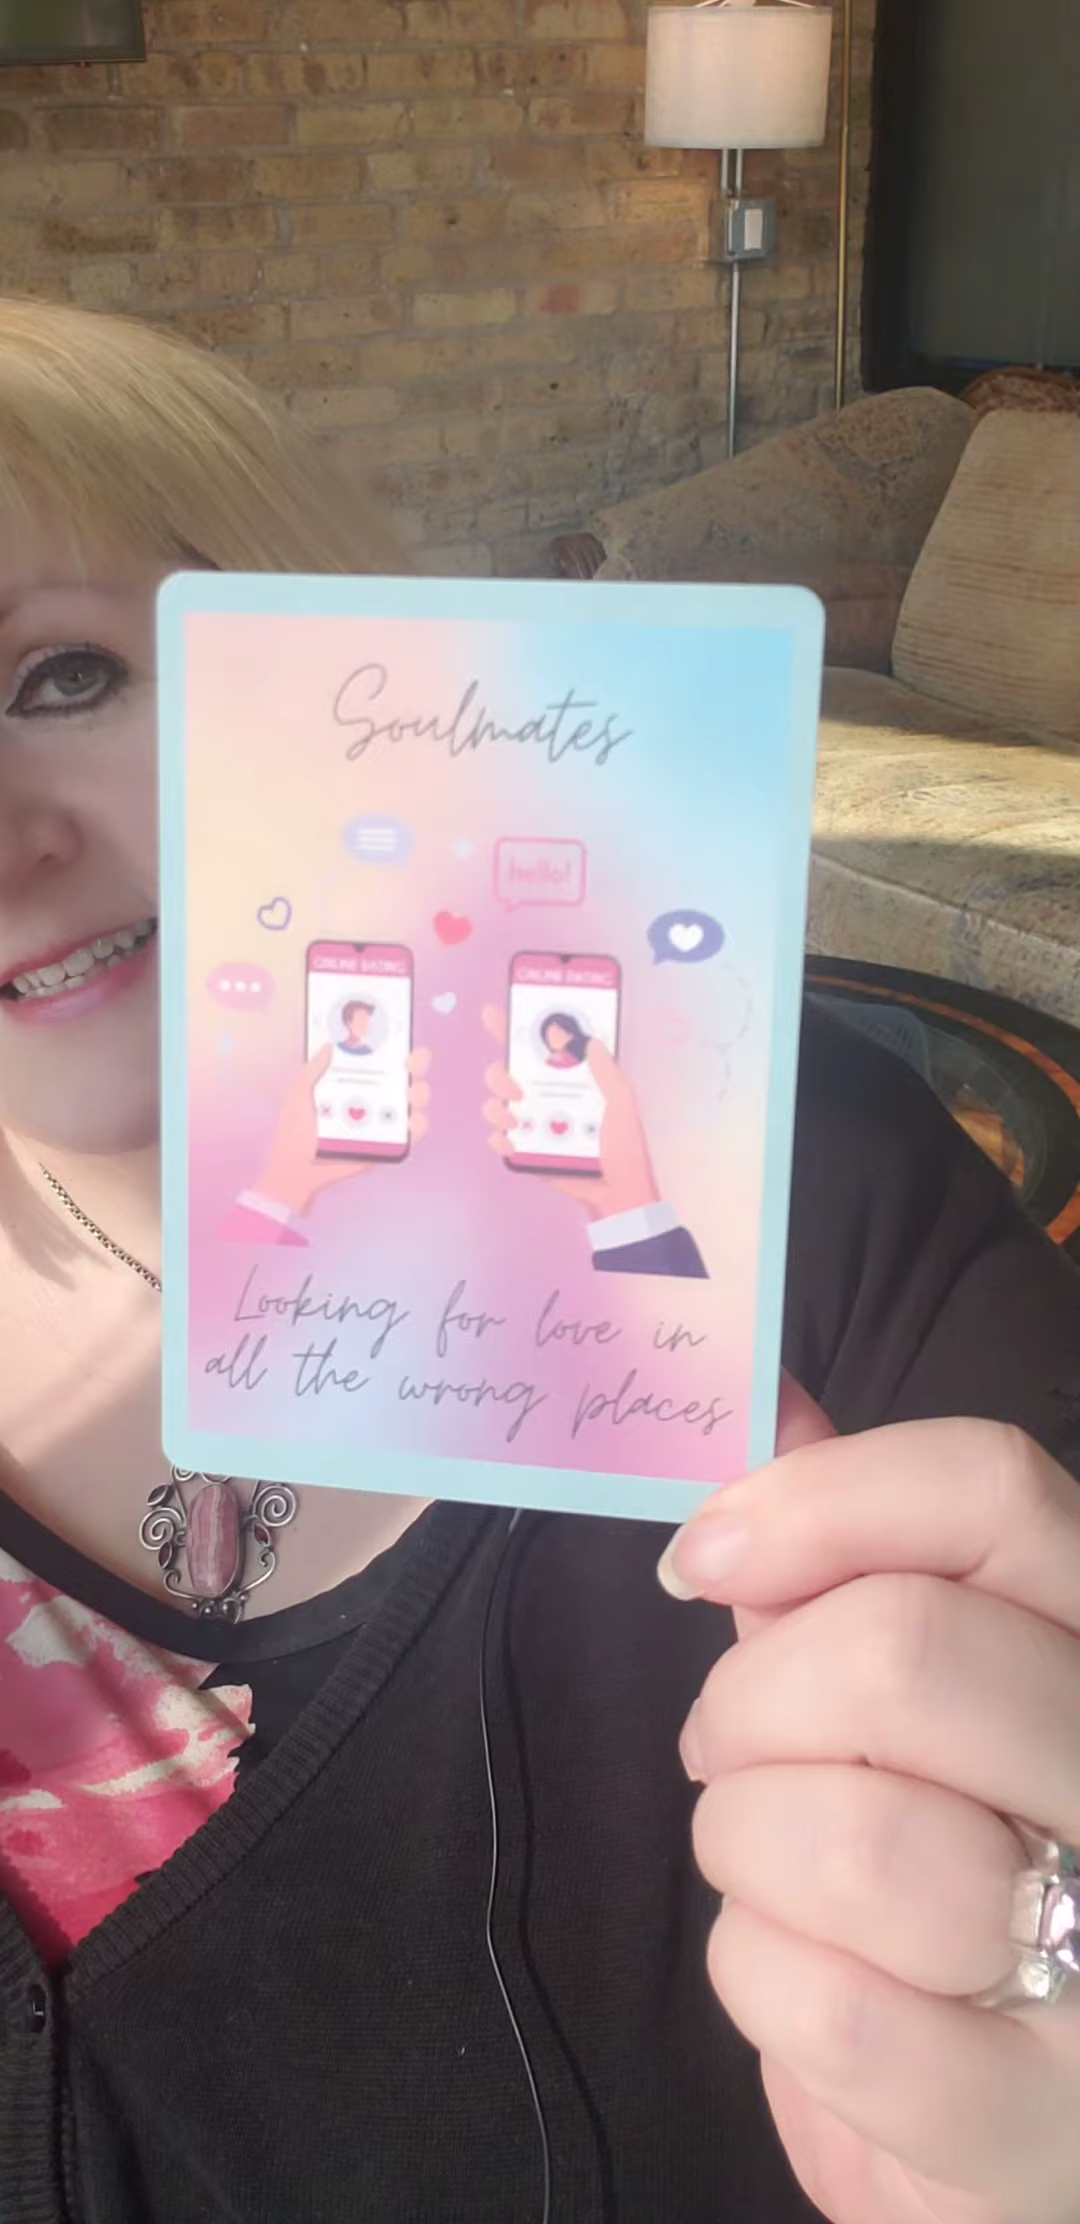 Soulmates
hello!
ONLINE DATING
ONLINE DATING
Looking for love in
all the wrong places